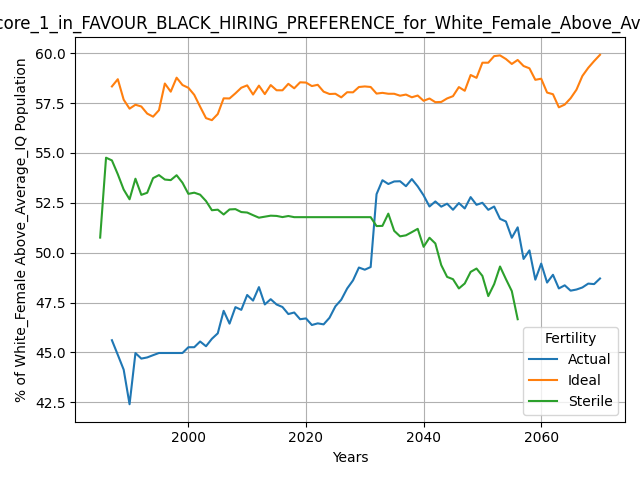 core_1_in_FAVOUR_BLACK_HIRING_PREFERENCE_for_White_Female_Above_Av
% of White_Female Above_Average_IQ Population
60.0
57.5
55.0
52.5
50.0
47.5
45.0
42.5
2000
2020
2040
2060
Years
Fertility
Actual
Ideal
Sterile